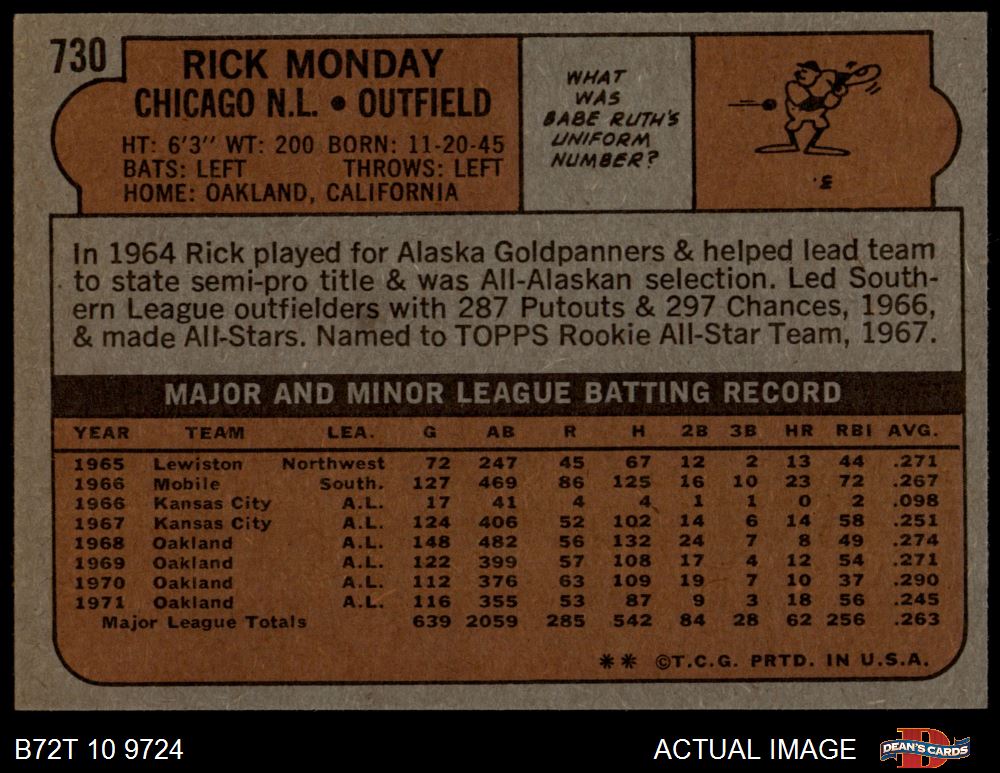 730
RICK MONDAY
CHICAGO N.L. • OUTFIELD
HT: 6'3" WT: 200 BORN: 11-20-45
BATS: LEFT THROWS: LEFT
HOME: OAKLAND, CALIFORNIA
WHAT
WAS
BABE RUTH'S
UNIFORM
NUMBER?
3.
In 1964 Rick played for Alaska Goldpanners & helped lead team
to state semi-pro title & was All-Alaskan selection. Led South-
ern League outfielders with 287 Putouts & 297 Chances, 1966,
& made All-Stars. Named to TOPPS Rookie All-Star Team, 1967.
MAJOR AND MINOR LEAGUE BATTING RECORD
YEAR TEAM LEA. G AB R H 2B 3B HR RBI AVG.
1965 Lewiston Northwest 72 247 45 67 12 2 13 44 .271
1966 Mobile South. 127 469 86 125 16 10 23 72 .267
1966 Kansas City A.L. 17 41 4 4 1 1 0 2 .098
1967 Kansas City A.L. 124 406 52 102 14 6 14 58 .251
1968 Oakland A.L. 148 482 56 132 24 7 8 49 .274
1969 Oakland A.L. 122 399 57 108 17 4 12 54 .271
1970 Oakland A.L. 112 376 63 109 19 7 10 37 .290
1971 Oakland A.L. 116 355 53 87 9 3 18 56 .245
Major League Totals 639 2059 285 542 84 28 62 256 .263
** ©T.C.G. PRTD. IN U.S.A.
B72T 10 9724
ACTUAL IMAGE
DEAN'S CARDS